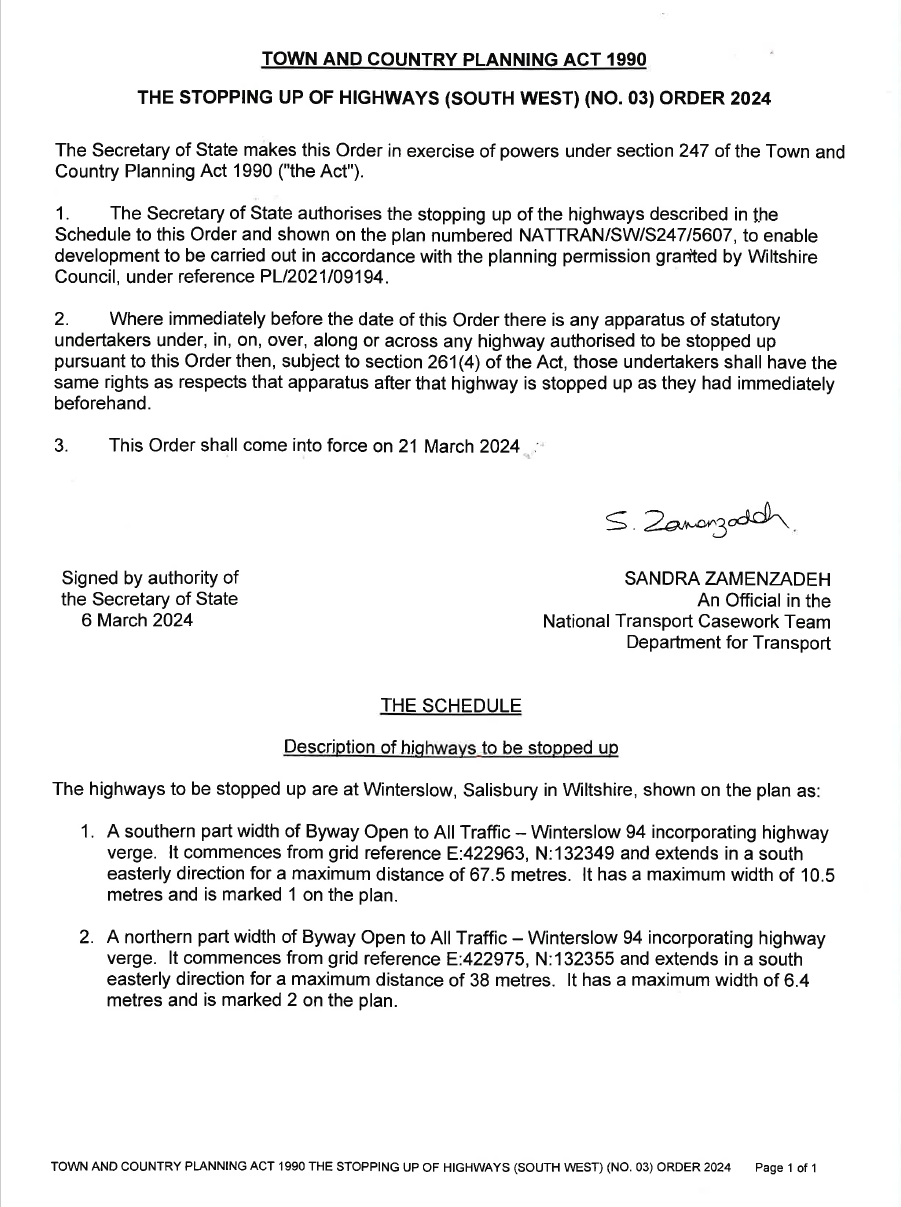 TOWN AND COUNTRY PLANNING ACT 1990
THE STOPPING UP OF HIGHWAYS (SOUTH WEST) (NO. 03) ORDER 2024
The Secretary of State makes this Order in exercise of powers under section 247 of the Town and
Country Planning Act 1990 ("the Act").
1. The Secretary of State authorises the stopping up of the highways described in the
Schedule to this Order and shown on the plan numbered NATTRAN/SW/S247/5607, to enable
development to be carried out in accordance with the planning permission granted by Wiltshire
Council, under reference PL/2021/09194.
2. Where immediately before the date of this Order there is any apparatus of statutory
undertakers under, in, on, over, along or across any highway authorised to be stopped up
pursuant to this Order then, subject to section 261(4) of the Act, those undertakers shall have the
same rights as respects that apparatus after that highway is stopped up as they had immediately
beforehand.
3. This Order shall come into force on 21 March 2024
S. Zamenzadeh
Signed by authority of
the Secretary of State
6 March 2024
SANDRA ZAMENZADEH
An Official in the
National Transport Casework Team
Department for Transport
THE SCHEDULE
Description of highways to be stopped up
The highways to be stopped up are at Winterslow, Salisbury in Wiltshire, shown on the plan as:
1. A southern part width of Byway Open to All Traffic – Winterslow 94 incorporating highway
verge. It commences from grid reference E:422963, N:132349 and extends in a south
easterly direction for a maximum distance of 67.5 metres. It has a maximum width of 10.5
metres and is marked 1 on the plan.
2. A northern part width of Byway Open to All Traffic – Winterslow 94 incorporating highway
verge. It commences from grid reference E:422975, N:132355 and extends in a south
easterly direction for a maximum distance of 38 metres. It has a maximum width of 6.4
metres and is marked 2 on the plan.
TOWN AND COUNTRY PLANNING ACT 1990 THE STOPPING UP OF HIGHWAYS (SOUTH WEST) (NO. 03) ORDER 2024 Page 1 of 1